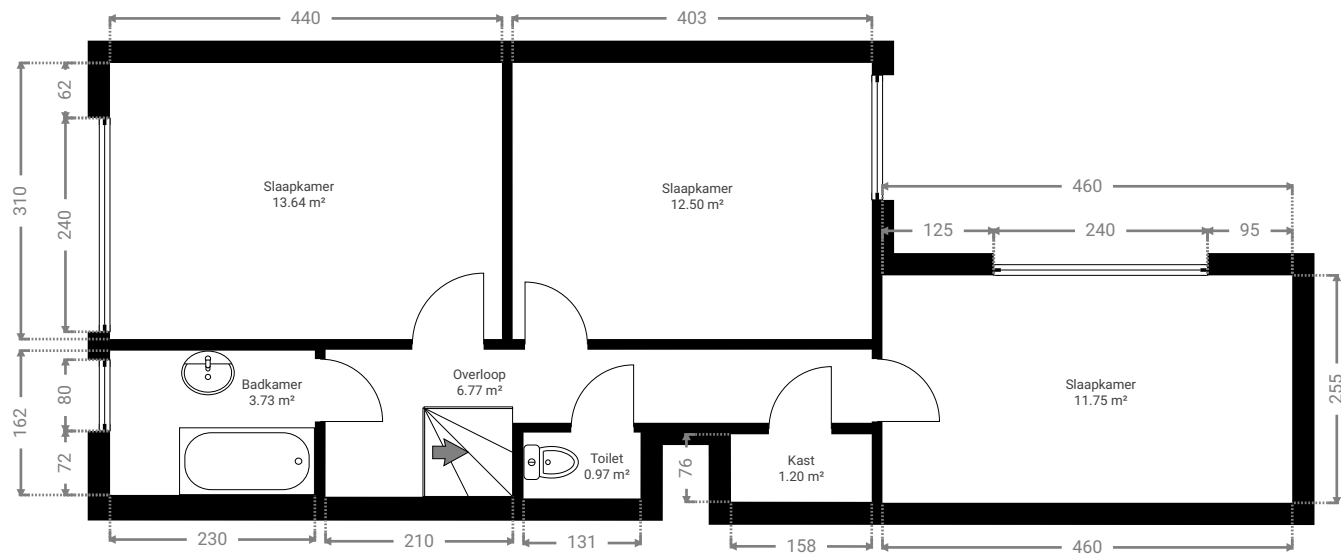 440
403
62
310
240
Slaapkamer
13.64 m²
Slaapkamer
12.50 m²
460
125
240
95
162
80
72
Badkamer
3.73 m²
Overloop
6.77 m²
Slaapkamer
11.75 m²
255
Toilet
0.97 m²
76
Kast
1.20 m²
230
210
131
158
460